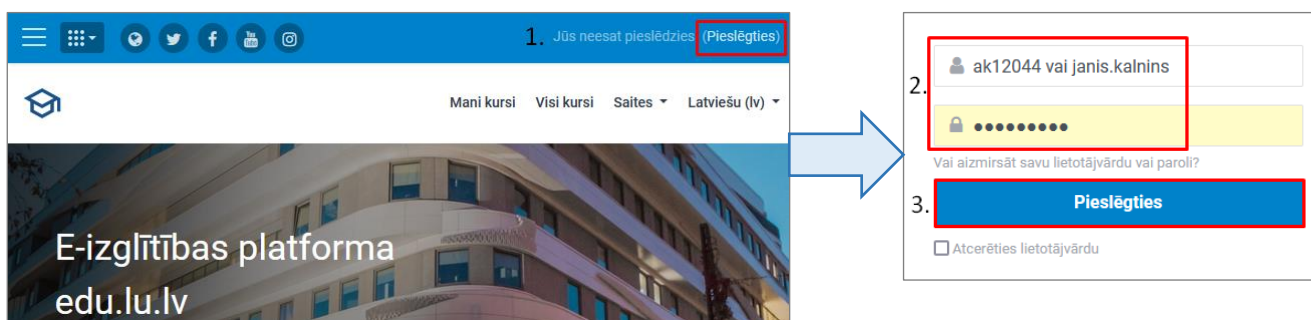 1. Jūs neesat pieslēdzies (Pieslēgties)
Mani kursi Visi kursi Saites Latviešu (lv)
E-izglītības platforma
edu.lu.lv
2.
ak12044 vai janis.kalnins
Vai aizmirsāt savu lietotājvārdu vai paroli?
3. Pieslēgties
Atcerēties lietotājvārdu